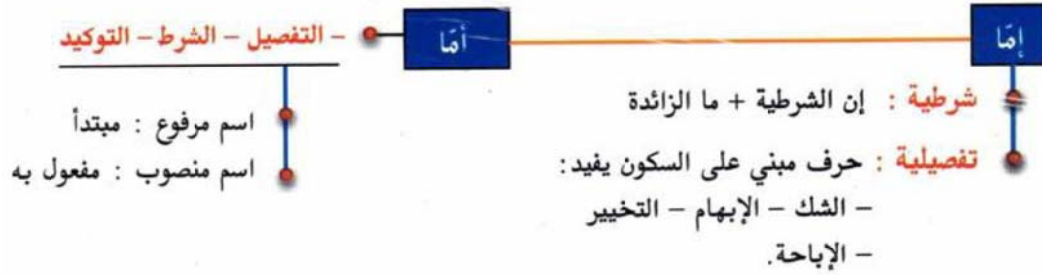 إمّا
شرطية : إن الشرطية + ما الزائدة
تفصيلية : حرف مبني على السكون يفيد:
– الشك – الإبهام – التخيير
– الإباحة.
أمّا
– التفصيل – الشرط – التوكيد
اسم مرفوع : مبتدأ
اسم منصوب : مفعول به